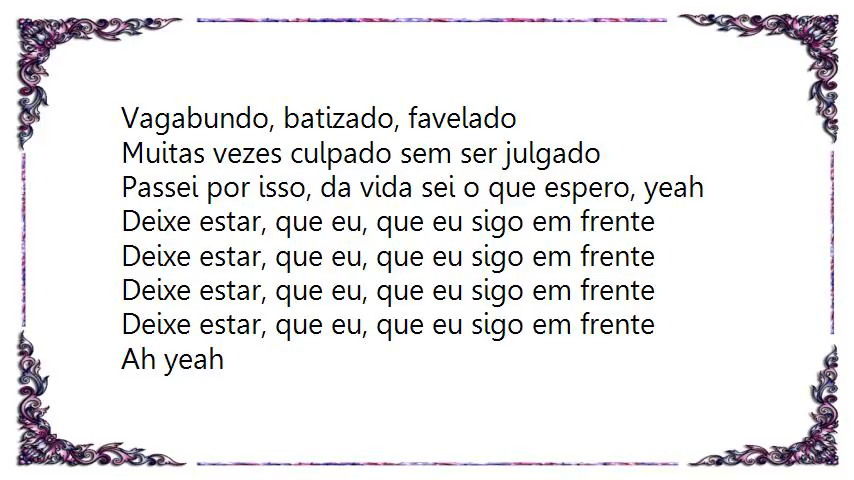 Vagabundo, batizado, favelado
Muitas vezes culpado sem ser julgado
Passei por isso, da vida sei o que espero, yeah
Deixe estar, que eu, que eu sigo em frente
Deixe estar, que eu, que eu sigo em frente
Deixe estar, que eu, que eu sigo em frente
Deixe estar, que eu, que eu sigo em frente
Ah yeah